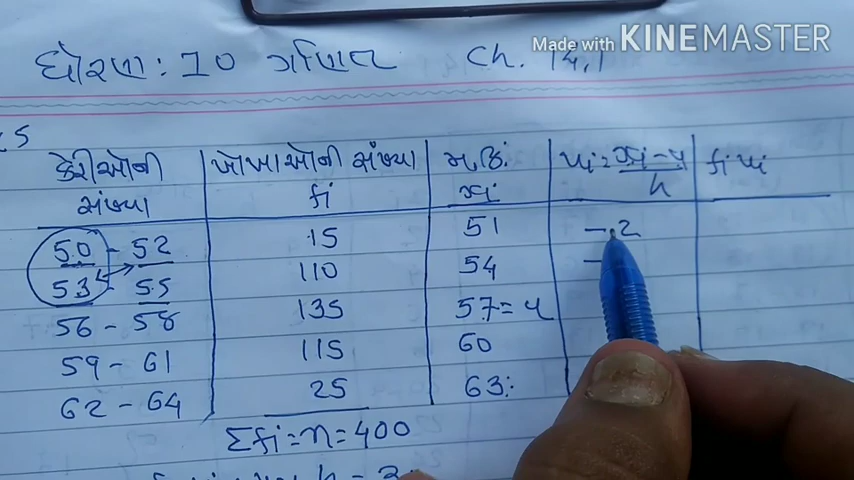 Made with KINEMASTER
ધોરણ : 10 ગણિત Ch. 14.1
5
કેરીઓની સંખ્યા ખોખાઓની સંખ્યા fi મ.કિં. xi ui = xi - a / h fi ui
50 - 52 15 51 -2
53 - 55 110 54 -
56 - 58 135 57 = a
59 - 61 115 60
62 - 64 25 63
Σfi = n = 400
h = 3